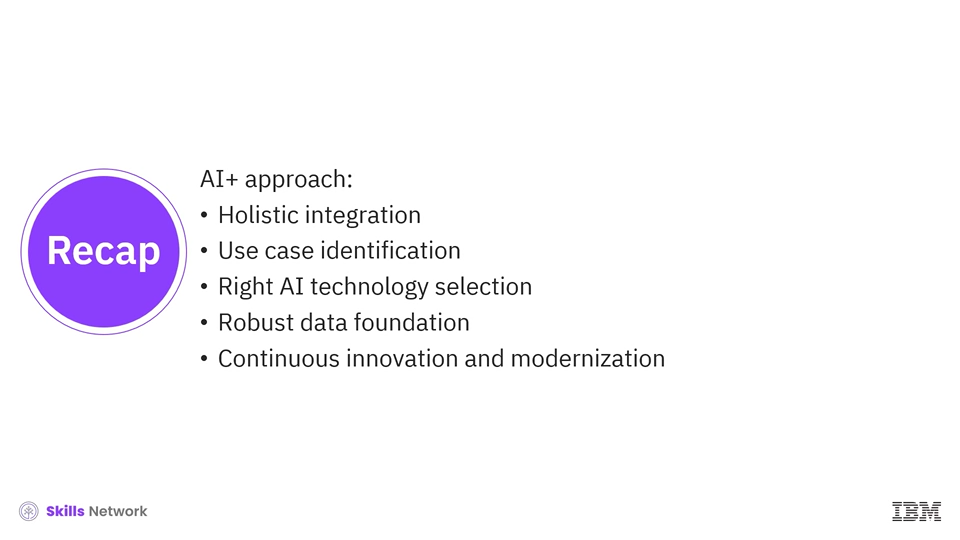 Recap
AI+ approach:
• Holistic integration
• Use case identification
• Right AI technology selection
• Robust data foundation
• Continuous innovation and modernization
Skills Network
IBM